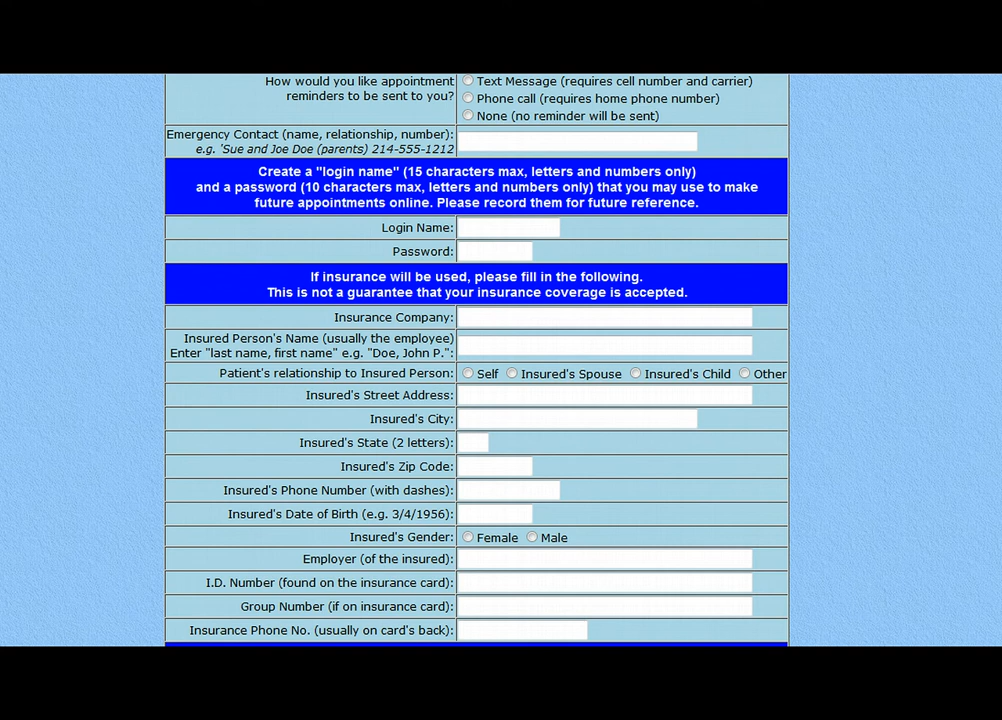 How would you like appointment
reminders to be sent to you?
Text Message (requires cell number and carrier)
Phone call (requires home phone number)
None (no reminder will be sent)
Emergency Contact (name, relationship, number):
e.g. 'Sue and Joe Doe (parents) 214-555-1212
Create a "login name" (15 characters max, letters and numbers only)
and a password (10 characters max, letters and numbers only) that you may use to make
future appointments online. Please record them for future reference.
Login Name:
Password:
If insurance will be used, please fill in the following.
This is not a guarantee that your insurance coverage is accepted.
Insurance Company:
Insured Person's Name (usually the employee)
Enter "last name, first name" e.g. "Doe, John P.":
Patient's relationship to Insured Person: Self Insured's Spouse Insured's Child Other
Insured's Street Address:
Insured's City:
Insured's State (2 letters):
Insured's Zip Code:
Insured's Phone Number (with dashes):
Insured's Date of Birth (e.g. 3/4/1956):
Insured's Gender: Female Male
Employer (of the insured):
I.D. Number (found on the insurance card):
Group Number (if on insurance card):
Insurance Phone No. (usually on card's back):